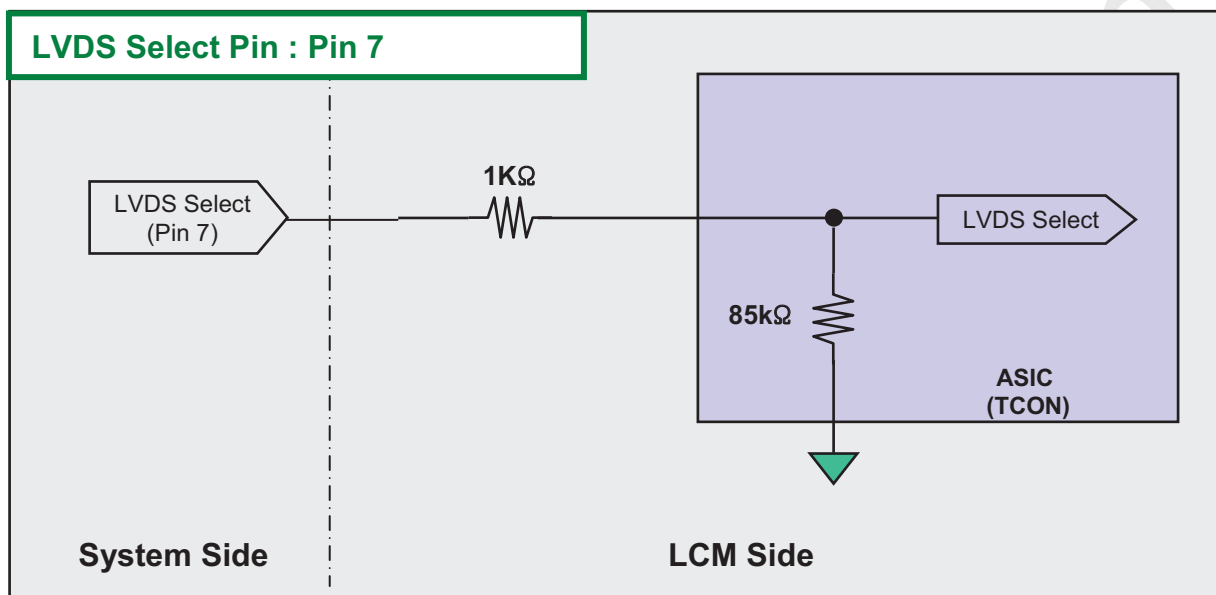 LVDS Select Pin : Pin 7
1KΩ
LVDS Select
(Pin 7)
LVDS Select
85kΩ
ASIC
(TCON)
System Side
LCM Side